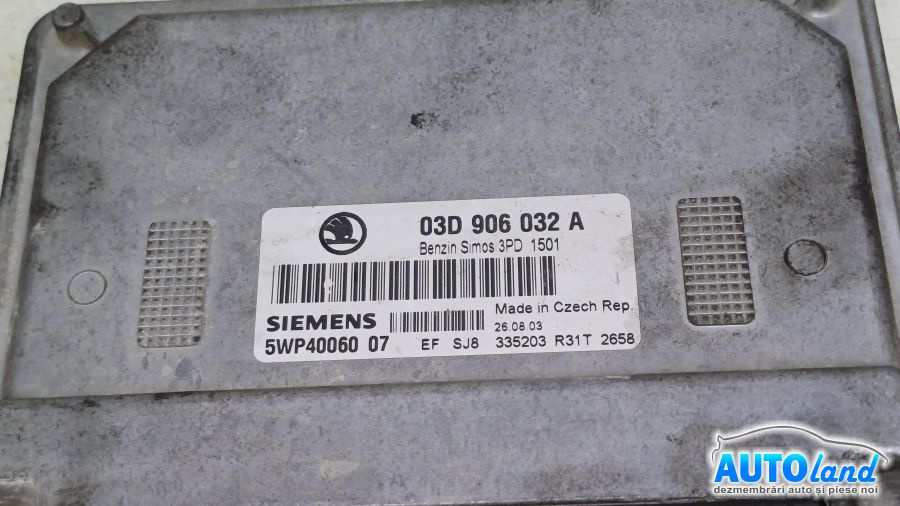 03D 906 032 A
Benzin Simos 3PD 1501
Made in Czech Rep.
SIEMENS
26 08 03
5WP40060 07 EF SJ8 335203 R31T 2658
AUTOland
dezmembrări auto și piese noi